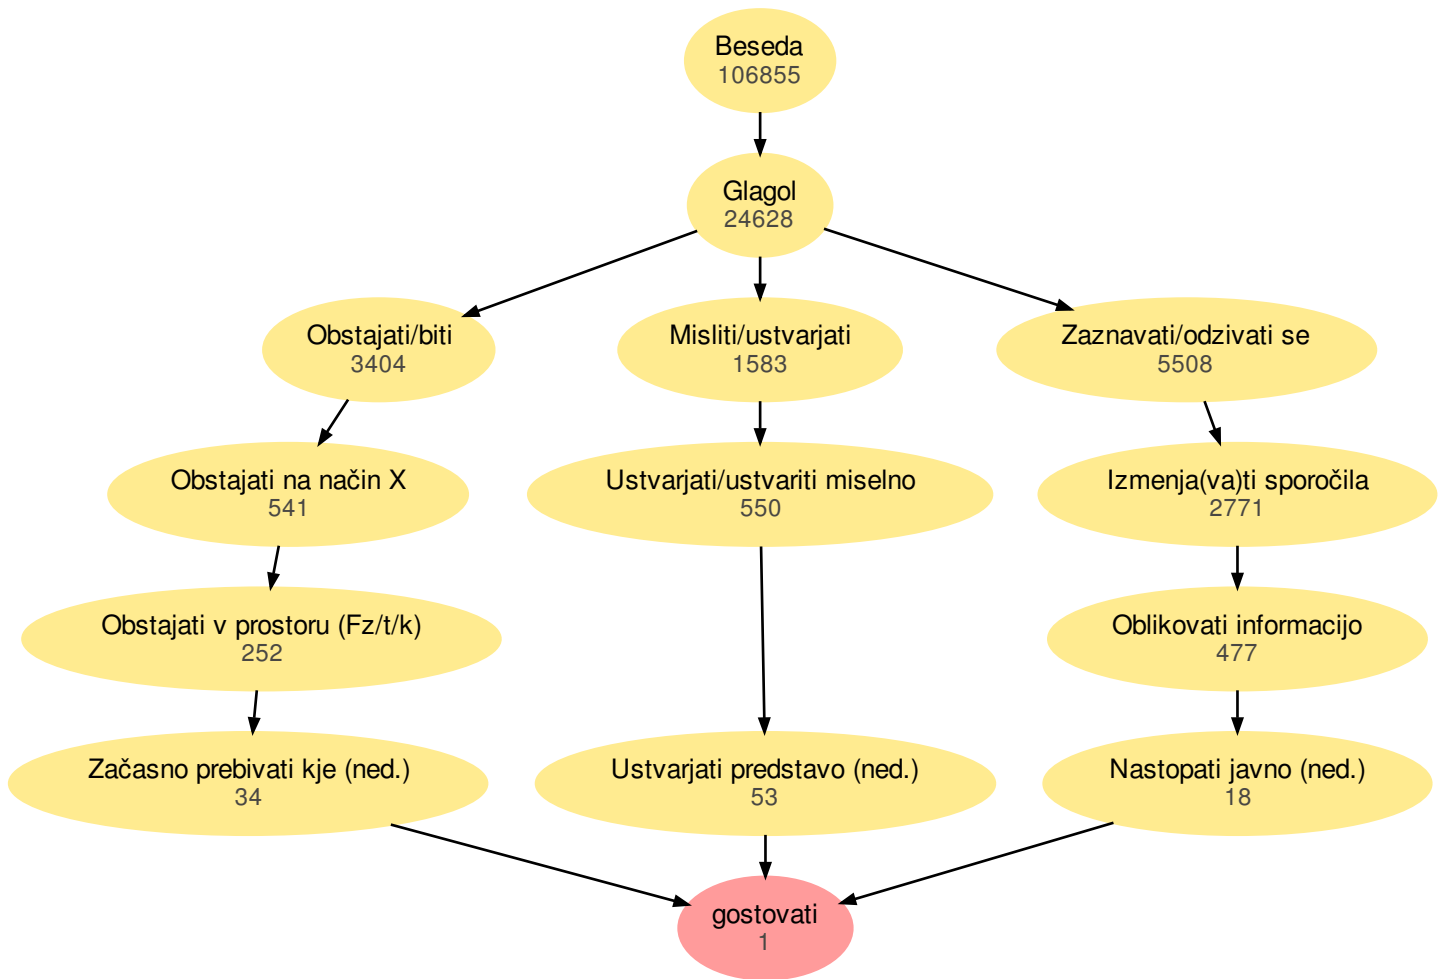 Beseda
106855
Glagol
24628
Obstajati/biti
3404
Misliti/ustvarjati
1583
Zaznavati/odzivati se
5508
Obstajati na način X
541
Ustvarjati/ustvariti miselno
550
Izmenja(va)ti sporočila
2771
Obstajati v prostoru (Fz/t/k)
252
Oblikovati informacijo
477
Začasno prebivati kje (ned.)
34
Ustvarjati predstavo (ned.)
53
Nastopati javno (ned.)
18
gostovati
1